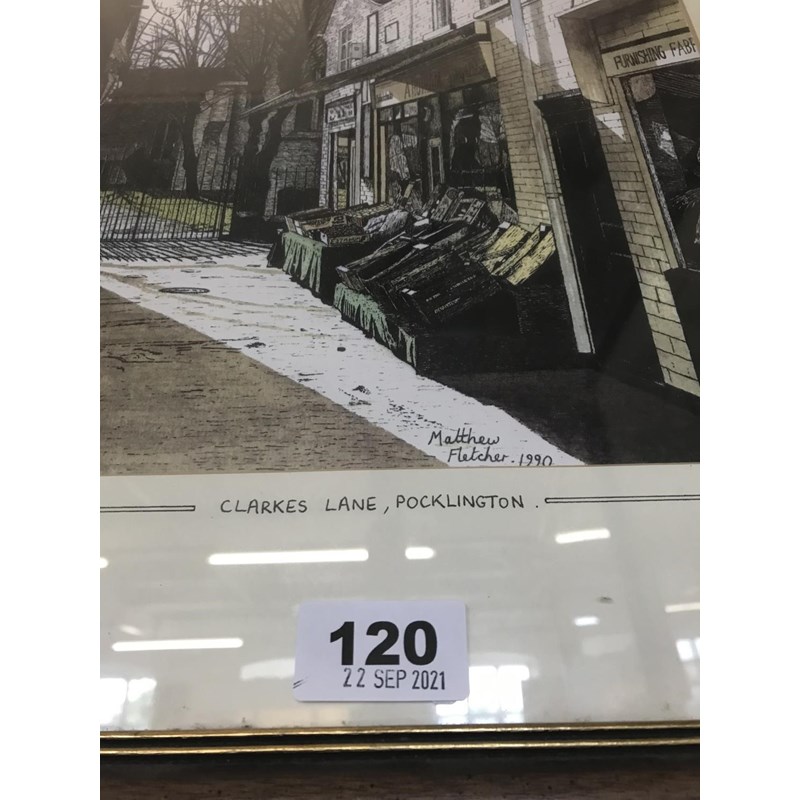 FURNISHING FABR
Matthew
Fletcher. 1990
CLARKES LANE, POCKLINGTON.
120
22 SEP 2021